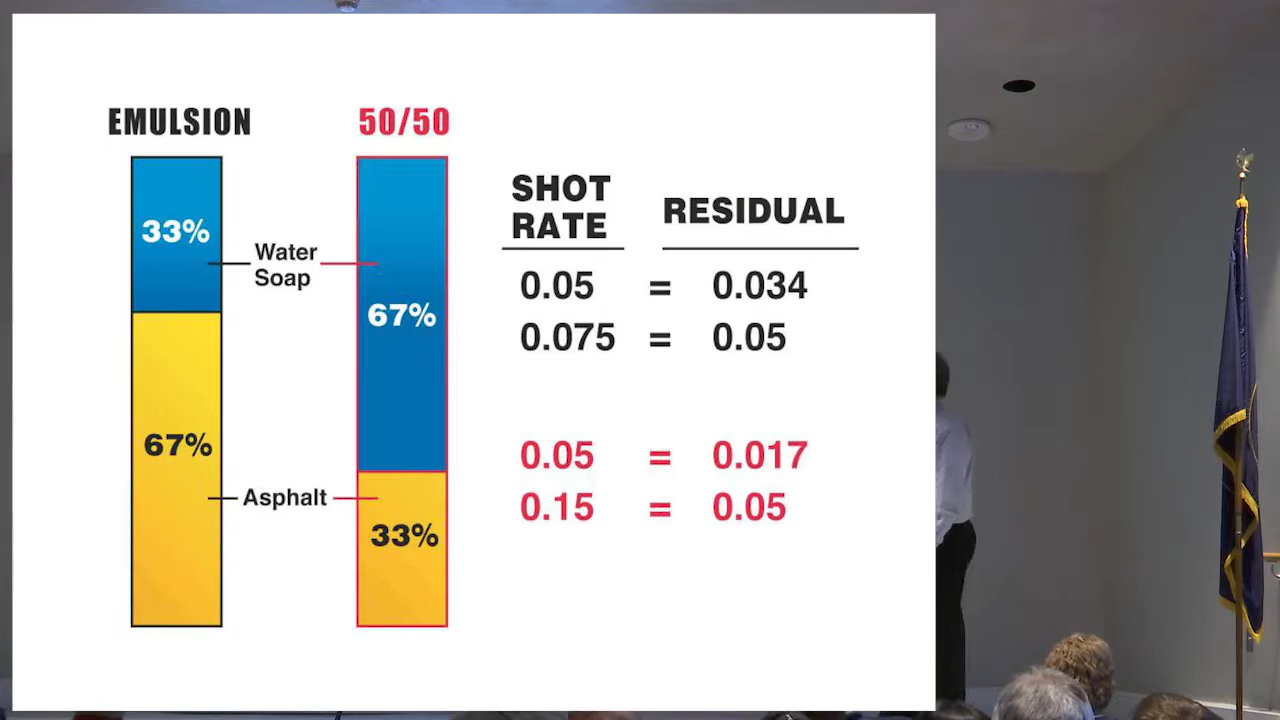 EMULSION
50/50
33%
Water
Soap
67%
67%
Asphalt
33%
SHOT
RATE
RESIDUAL
0.05 = 0.034
0.075 = 0.05
0.05 = 0.017
0.15 = 0.05